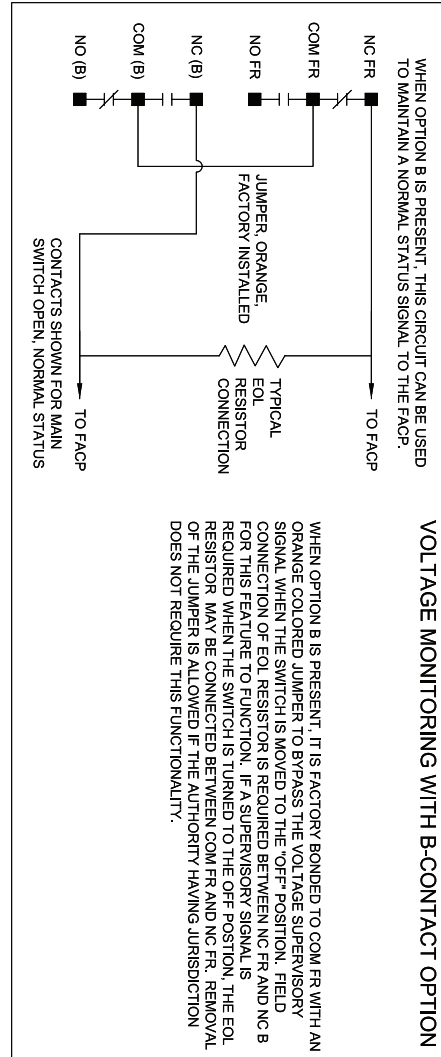 VOLTAGE MONITORING WITH B-CONTACT OPTION
WHEN OPTION B IS PRESENT, THIS CIRCUIT CAN BE USED
TO MAINTAIN A NORMAL STATUS SIGNAL TO THE FACP.
NC FR
COM FR
NO FR
NC (B)
COM (B)
NO (B)
JUMPER, ORANGE,
FACTORY INSTALLED
TO FACP
TYPICAL
EOL
RESISTOR
CONNECTION
TO FACP
CONTACTS SHOWN FOR MAIN
SWITCH OPEN, NORMAL STATUS
WHEN OPTION B IS PRESENT, IT IS FACTORY BONDED TO COM FR WITH AN
ORANGE COLORED JUMPER TO BYPASS THE VOLTAGE SUPERVISORY
SIGNAL WHEN THE SWITCH IS MOVED TO THE "OFF" POSITION. FIELD
CONNECTION OF EOL RESISTOR IS REQUIRED BETWEEN NC FR AND NC B
FOR THIS FEATURE TO FUNCTION. IF A SUPERVISORY SIGNAL IS
REQUIRED WHEN THE SWITCH IS TURNED TO THE OFF POSTION, THE EOL
RESISTOR MAY BE CONNECTED BETWEEN COM FR AND NC FR. REMOVAL
OF THE JUMPER IS ALLOWED IF THE AUTHORITY HAVING JURISDICTION
DOES NOT REQUIRE THIS FUNCTIONALITY.